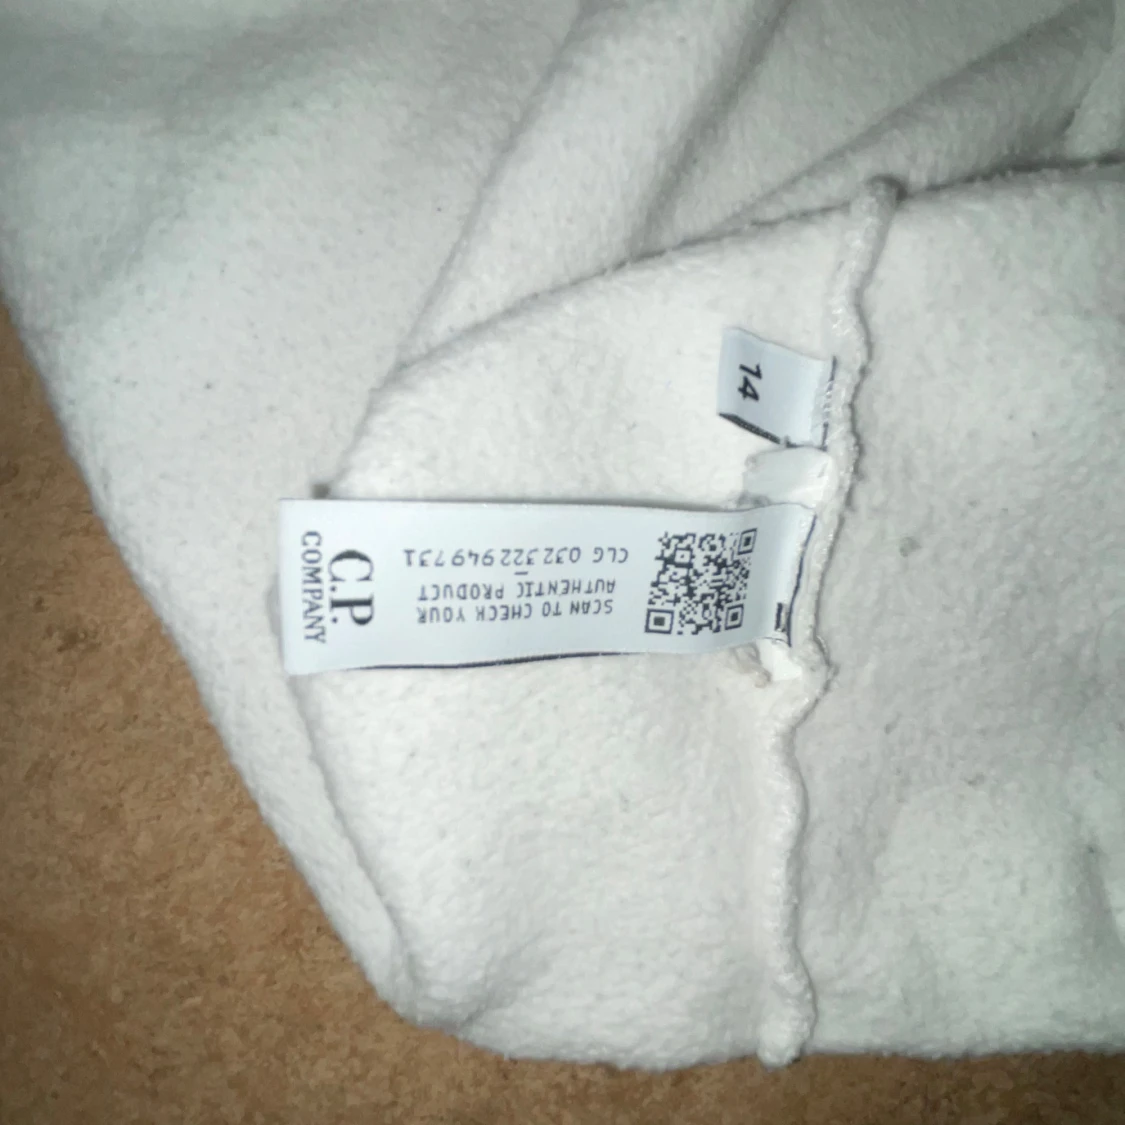 14
C.P.
COMPANY
SCAN TO CHECK YOUR
AUTHENTIC PRODUCT
CLG 032322949731